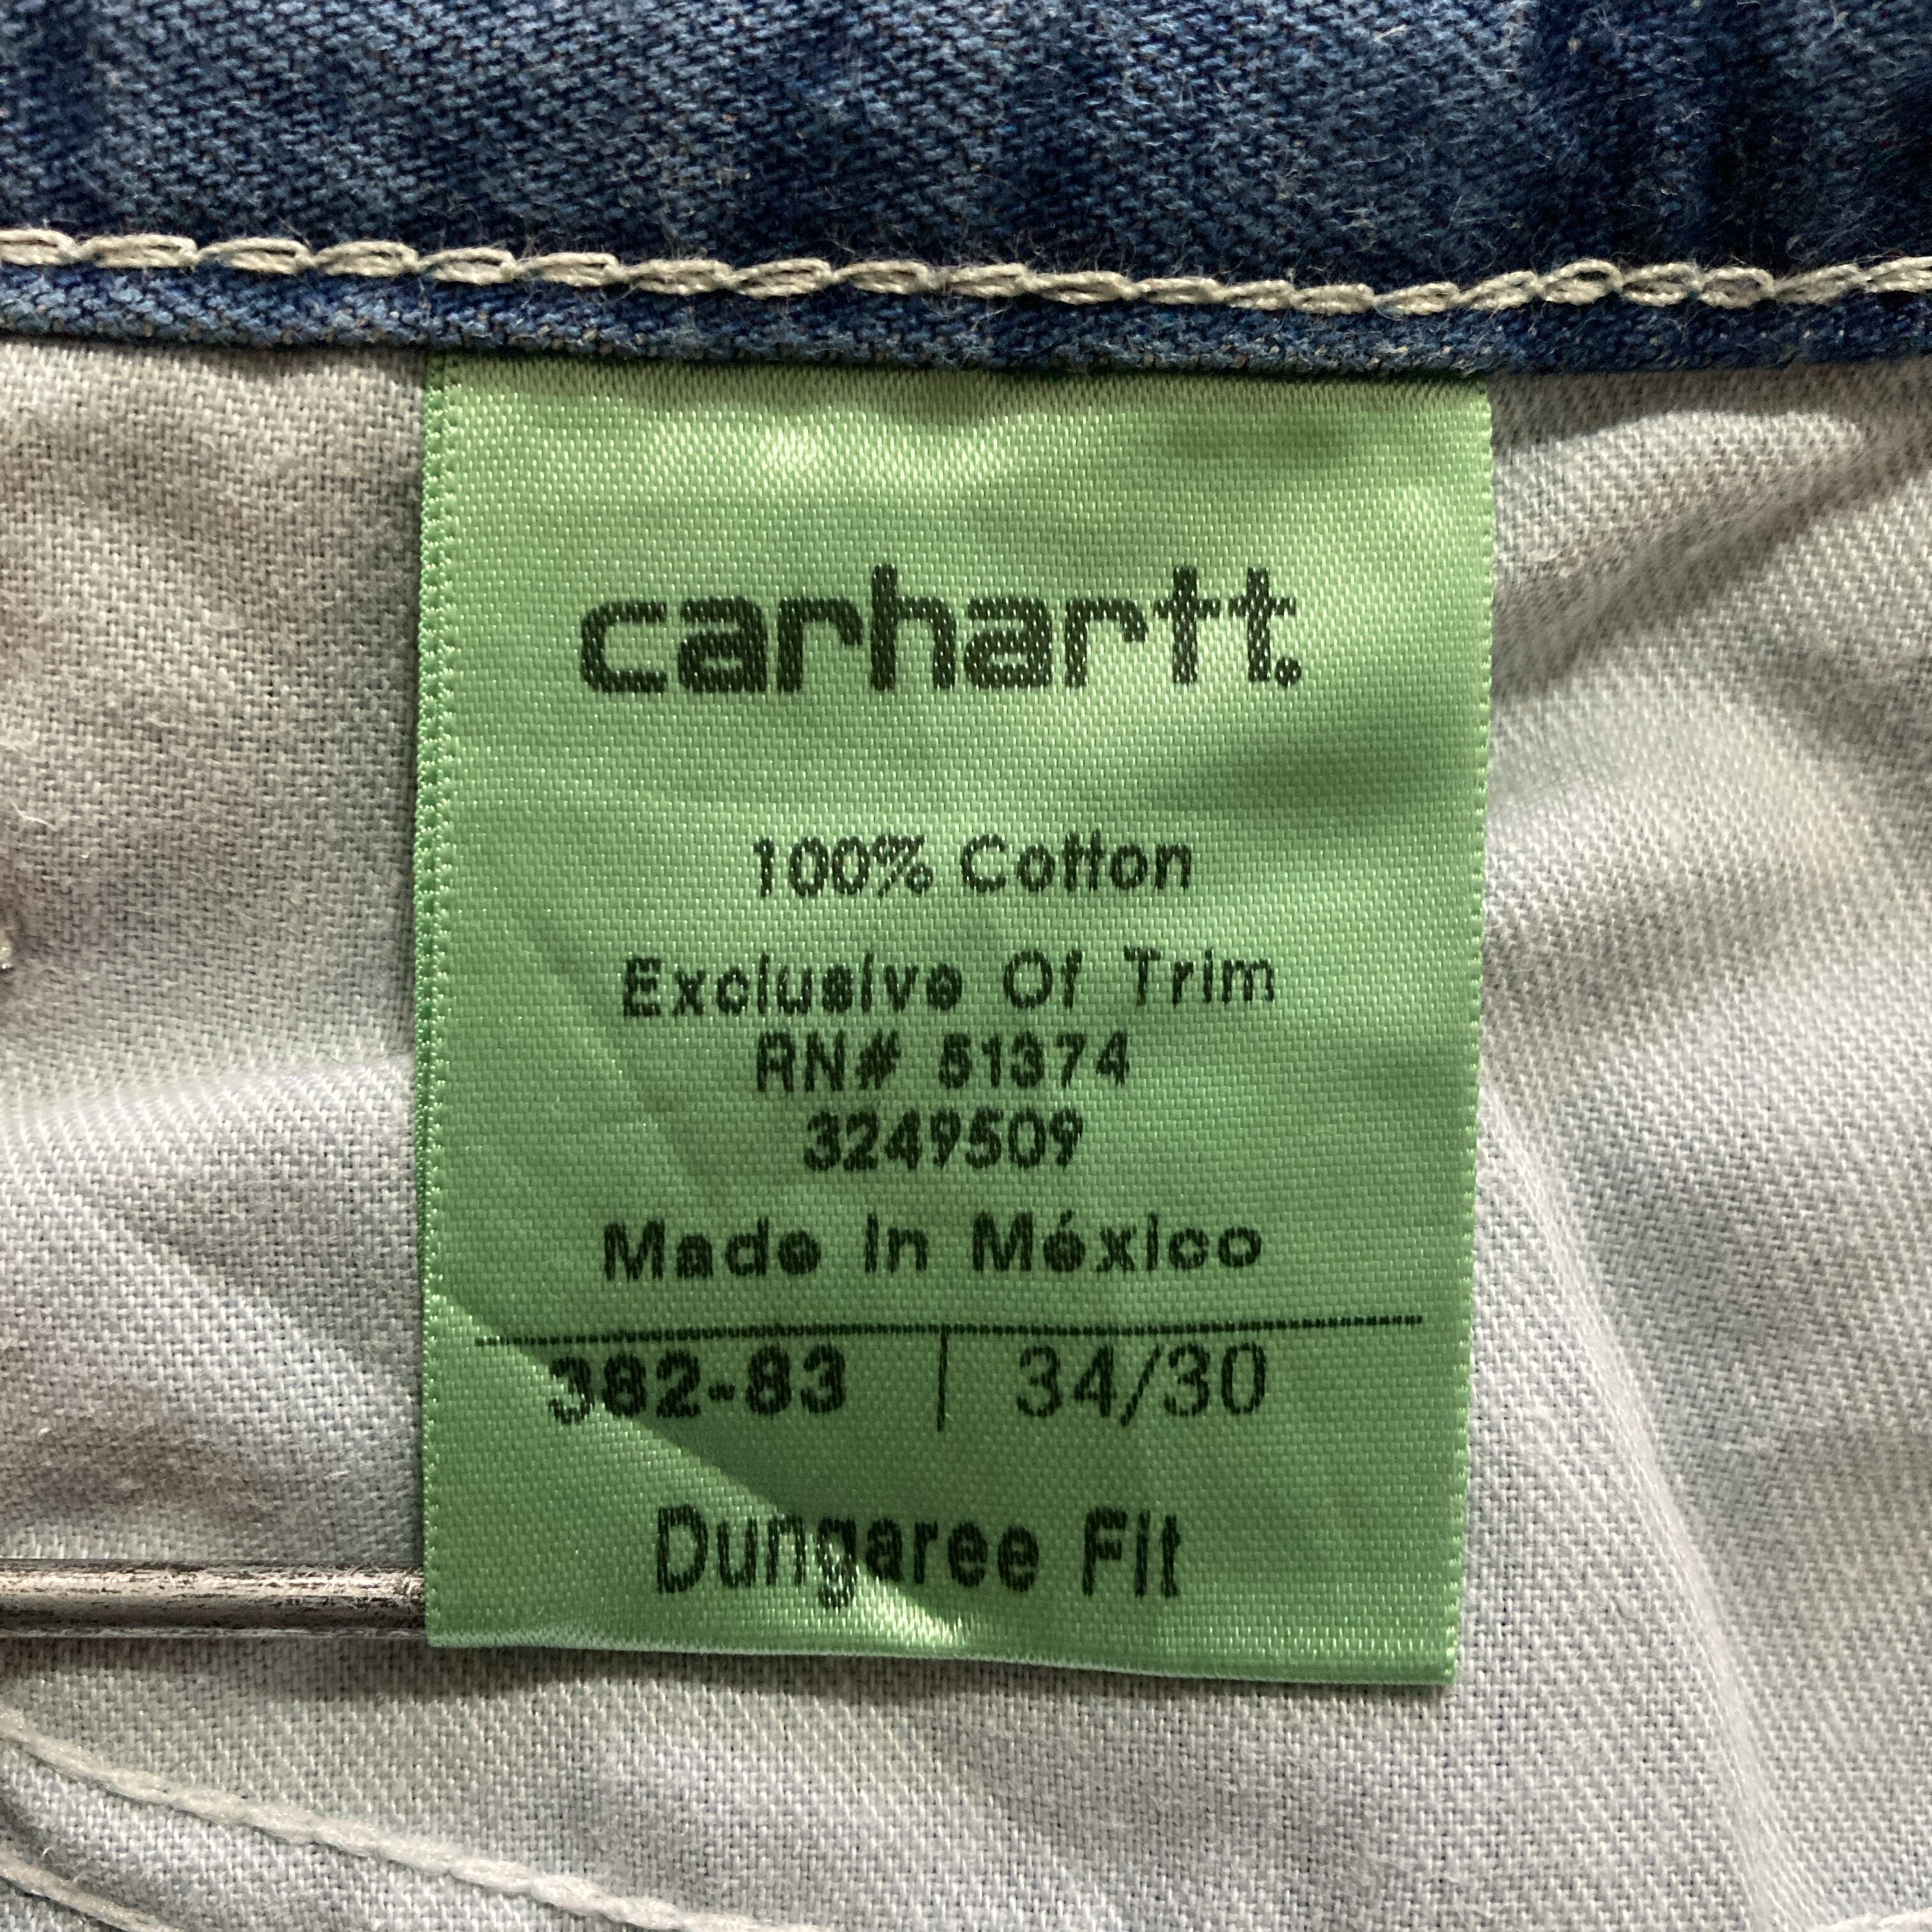 carhartt.
100% Cotton
Exclusive Of Trim
RN# 51374
3249509
Made In México
382-83 | 34/30
Dungaree Fit